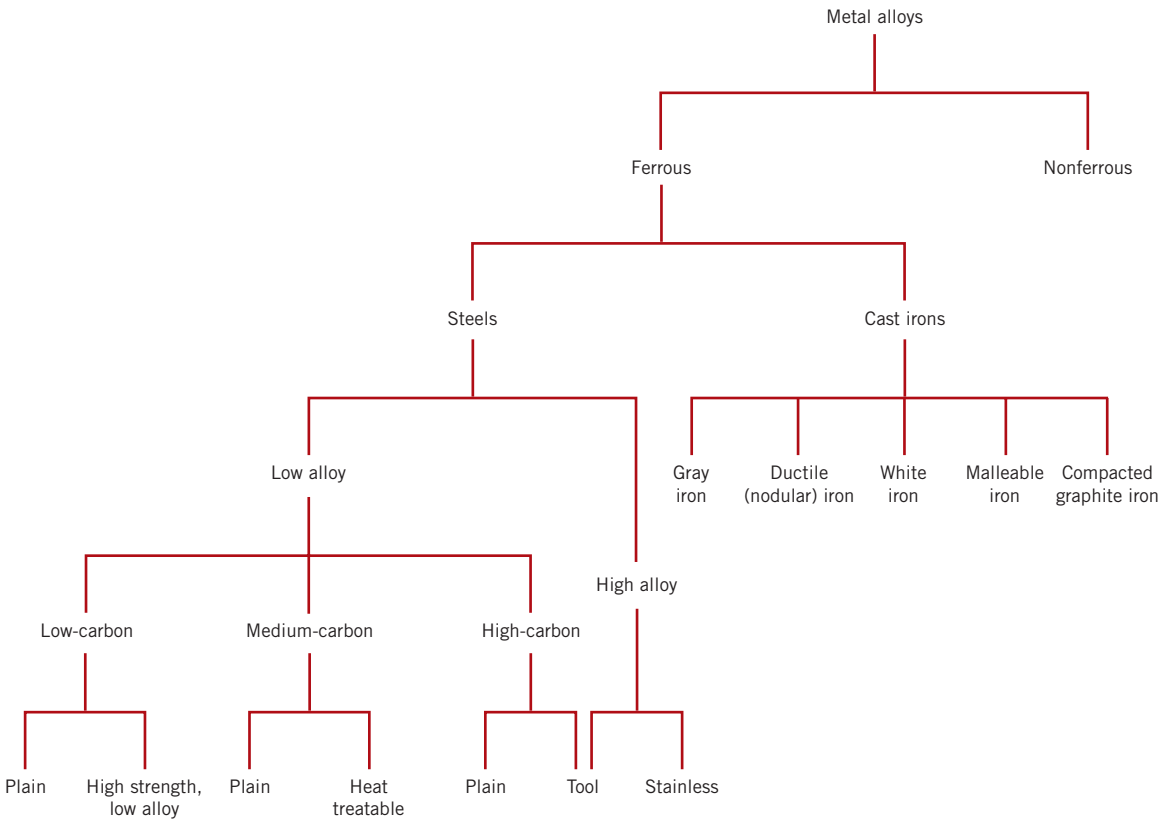 Metal alloys
Ferrous
Nonferrous
Steels
Cast irons
Low alloy
Gray
iron
Ductile
(nodular) iron
White
iron
Malleable
iron
Compacted
graphite iron
High alloy
Low-carbon
Medium-carbon
High-carbon
Plain
High strength,
low alloy
Plain
Heat
treatable
Plain
Tool
Stainless